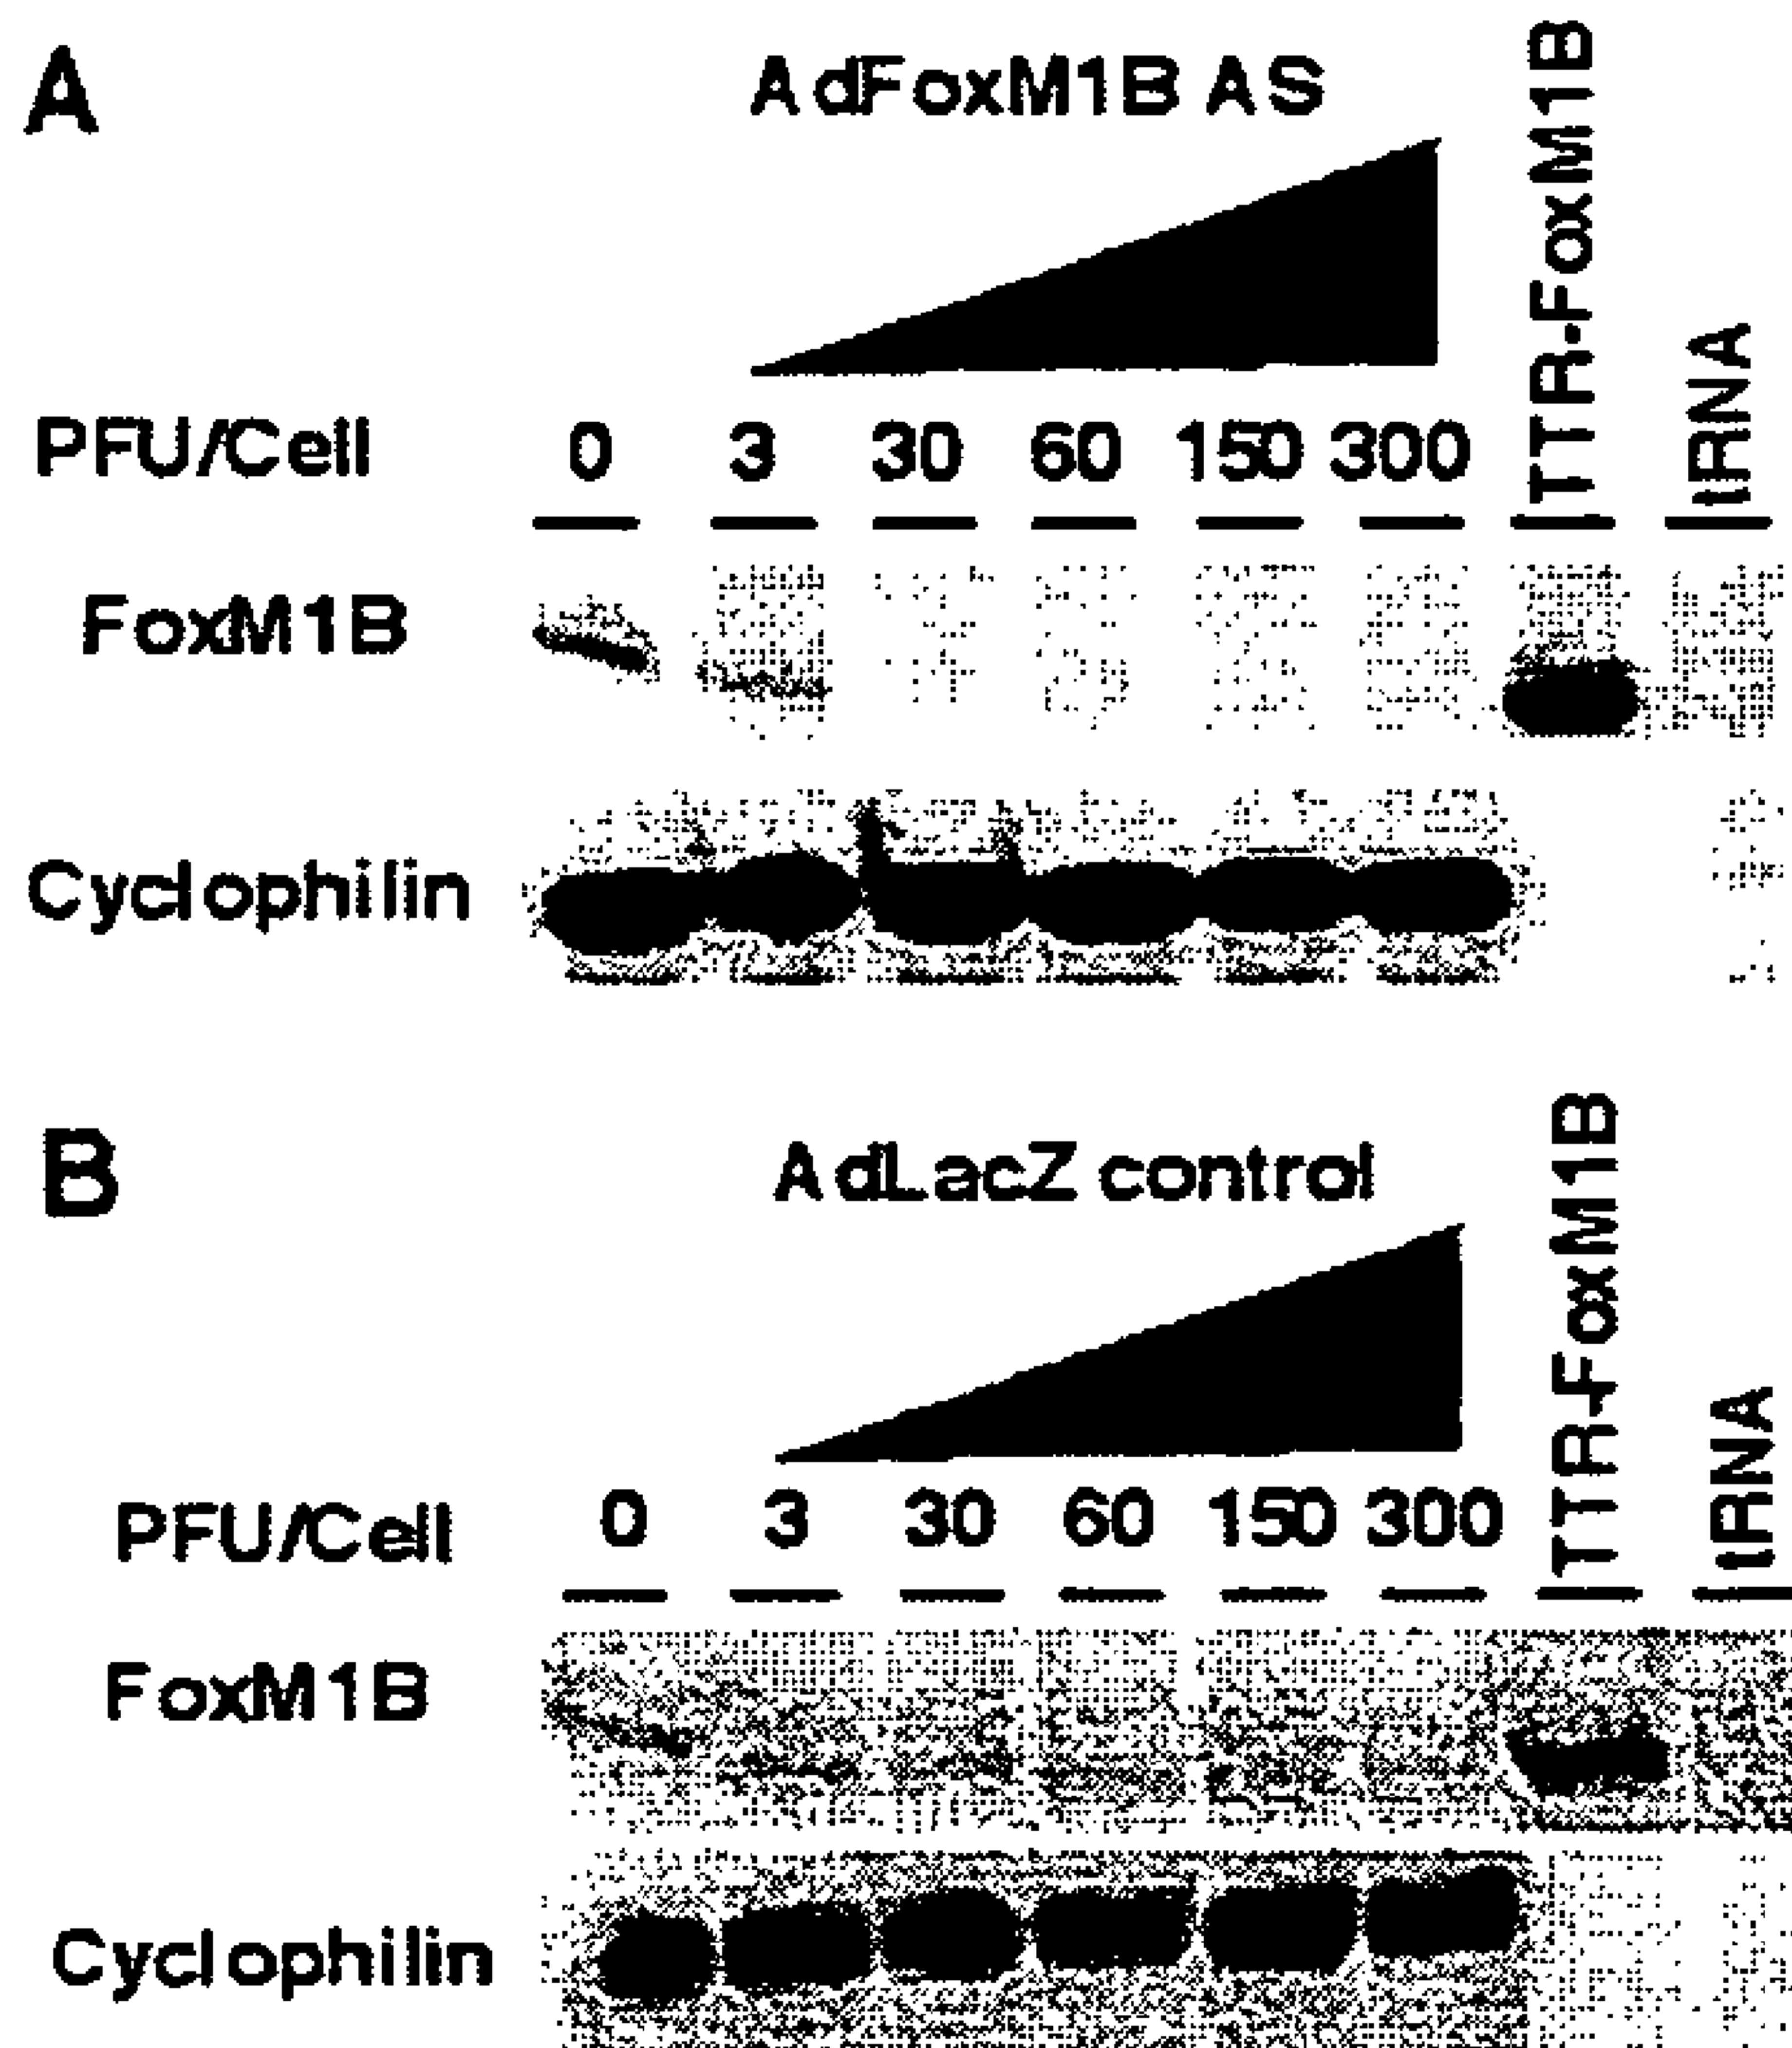 A
AdFoxM1B AS
TTR-FoxM1B
tRNA
PFU/Cell 0 3 30 60 150 300
FoxM1B
Cyclophilin
B
AdLacZ control
TTR-FoxM1B
tRNA
PFU/Cell 0 3 30 60 150 300
FoxM1B
Cyclophilin